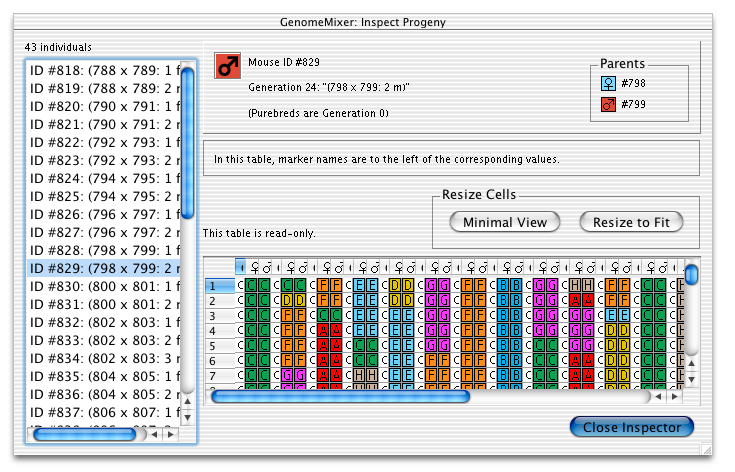 GenomeMixer: Inspect Progeny
43 individuals
ID #818: (788 x 789: 1 f
ID #819: (788 x 789: 2 m
ID #820: (790 x 791: 1 f
ID #821: (790 x 791: 2 m
ID #822: (792 x 793: 1 f
ID #823: (792 x 793: 2 m
ID #824: (794 x 795: 1 f
ID #825: (794 x 795: 2 m
ID #826: (796 x 797: 1 f
ID #827: (796 x 797: 2 m
ID #828: (798 x 799: 1 f
ID #829: (798 x 799: 2 m
ID #830: (800 x 801: 1 f
ID #831: (800 x 801: 2 m
ID #832: (802 x 803: 1 f
ID #833: (802 x 803: 2 f
ID #834: (802 x 803: 3 m
ID #835: (804 x 805: 1 f
ID #836: (804 x 805: 2 m
ID #837: (806 x 807: 1 f
Mouse ID #829
Generation 24: "(798 x 799: 2 m)"
(Purebreds are Generation 0)
Parents
♀ #798
♂ #799
In this table, marker names are to the left of the corresponding values.
Resize Cells
Minimal View Resize to Fit
This table is read-only.
1 C C C C C C C F F C E E C D D C G G C F F C B B C G G C H H C F F C C C C H
2 C C C C D D C F F C E E C D D C G G C F F C B B C G G C A A C F F C C C C H
3 C C C C F F C C C C E E C E E C G G C F F C B B C G G C G G C E E C C C C H
4 C C C C F F C A A C E E C E E C G G C F F C B B C G G C G G C D D C C C C H
5 C C C C F F C A A C C C C E E C G G C F F C B B C C C C G G C D D C C C C H
6 C C C C F F C A A C C C C E E C F F C F F C B B C C C C G G C D D C C C C H
7 C C C C G G C A A C H H C E E C F F C F F C B B C C C C A A C D D C C C C H
Close Inspector